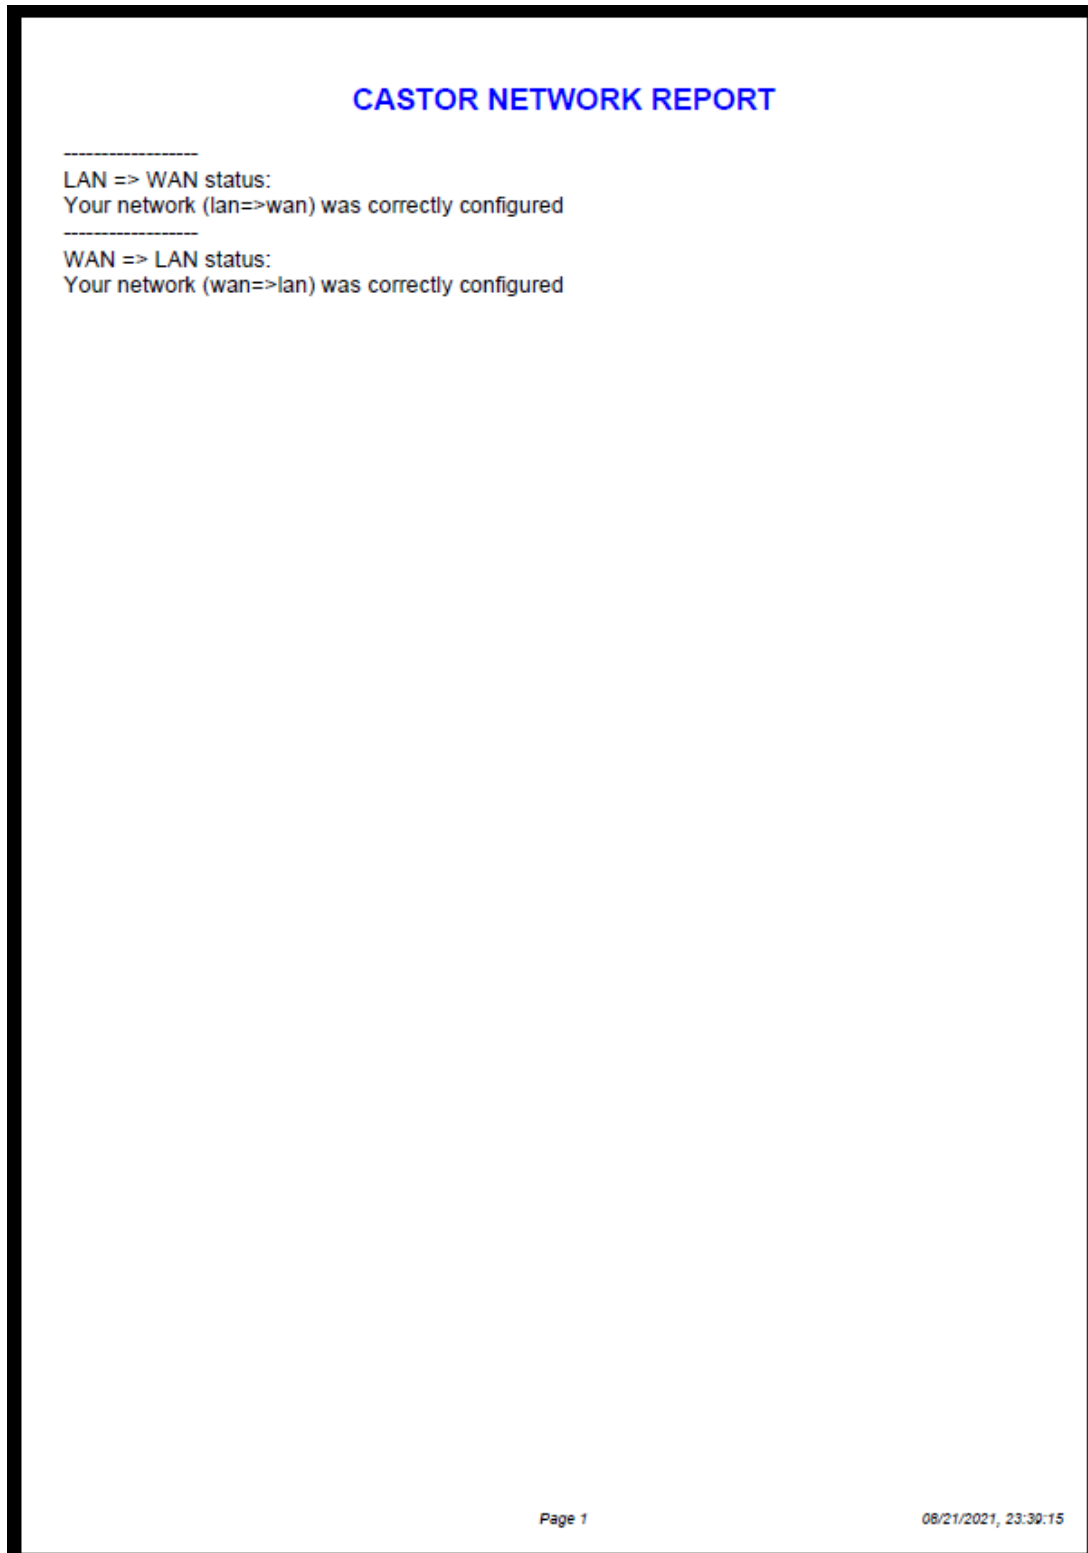 CASTOR NETWORK REPORT
------------------
LAN => WAN status:
Your network (lan=>wan) was correctly configured
------------------
WAN => LAN status:
Your network (wan=>lan) was correctly configured
Page 1
08/21/2021, 23:39:15